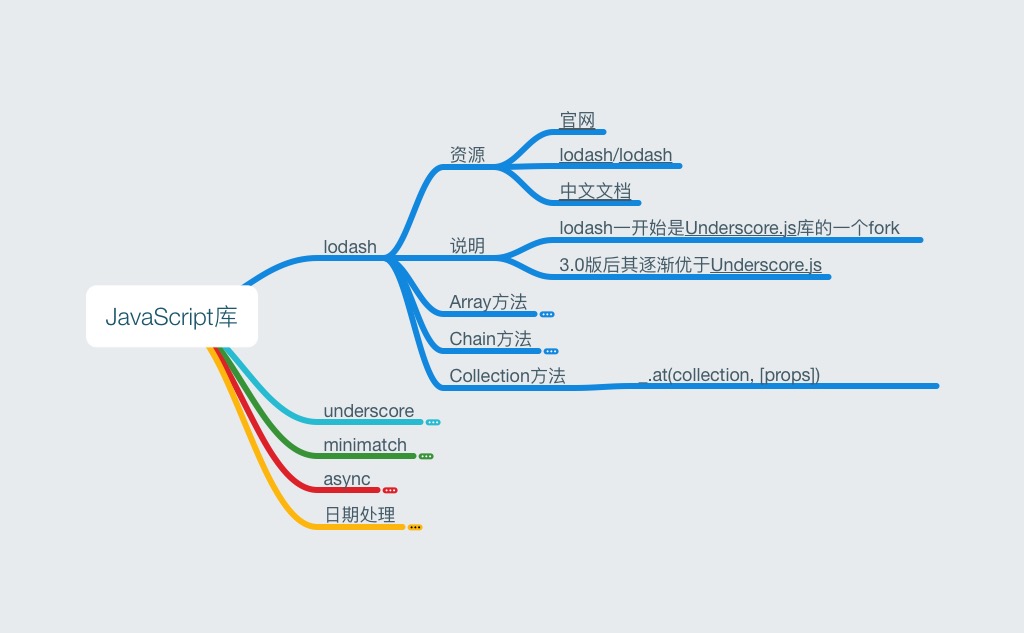 JavaScript库
lodash
资源
官网
lodash/lodash
中文文档
说明
lodash一开始是Underscore.js库的一个fork
3.0版后其逐渐优于Underscore.js
Array方法
Chain方法
Collection方法
_.at(collection, [props])
underscore
minimatch
async
日期处理